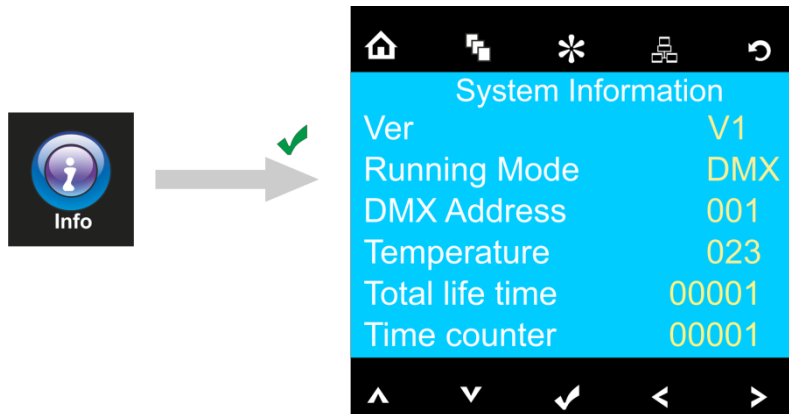 Info
System Information
Ver V1
Running Mode DMX
DMX Address 001
Temperature 023
Total life time 00001
Time counter 00001